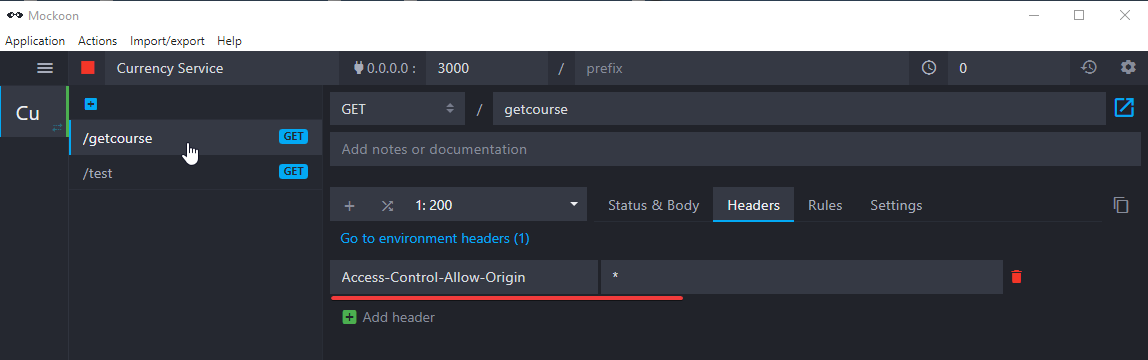 Mockoon
Application Actions Import/export Help
Currency Service 0.0.0.0 : 3000 / prefix 0
Cu
/getcourse GET
/test GET
GET / getcourse
Add notes or documentation
1: 200 Status & Body Headers Rules Settings
Go to environment headers (1)
Access-Control-Allow-Origin *
Add header